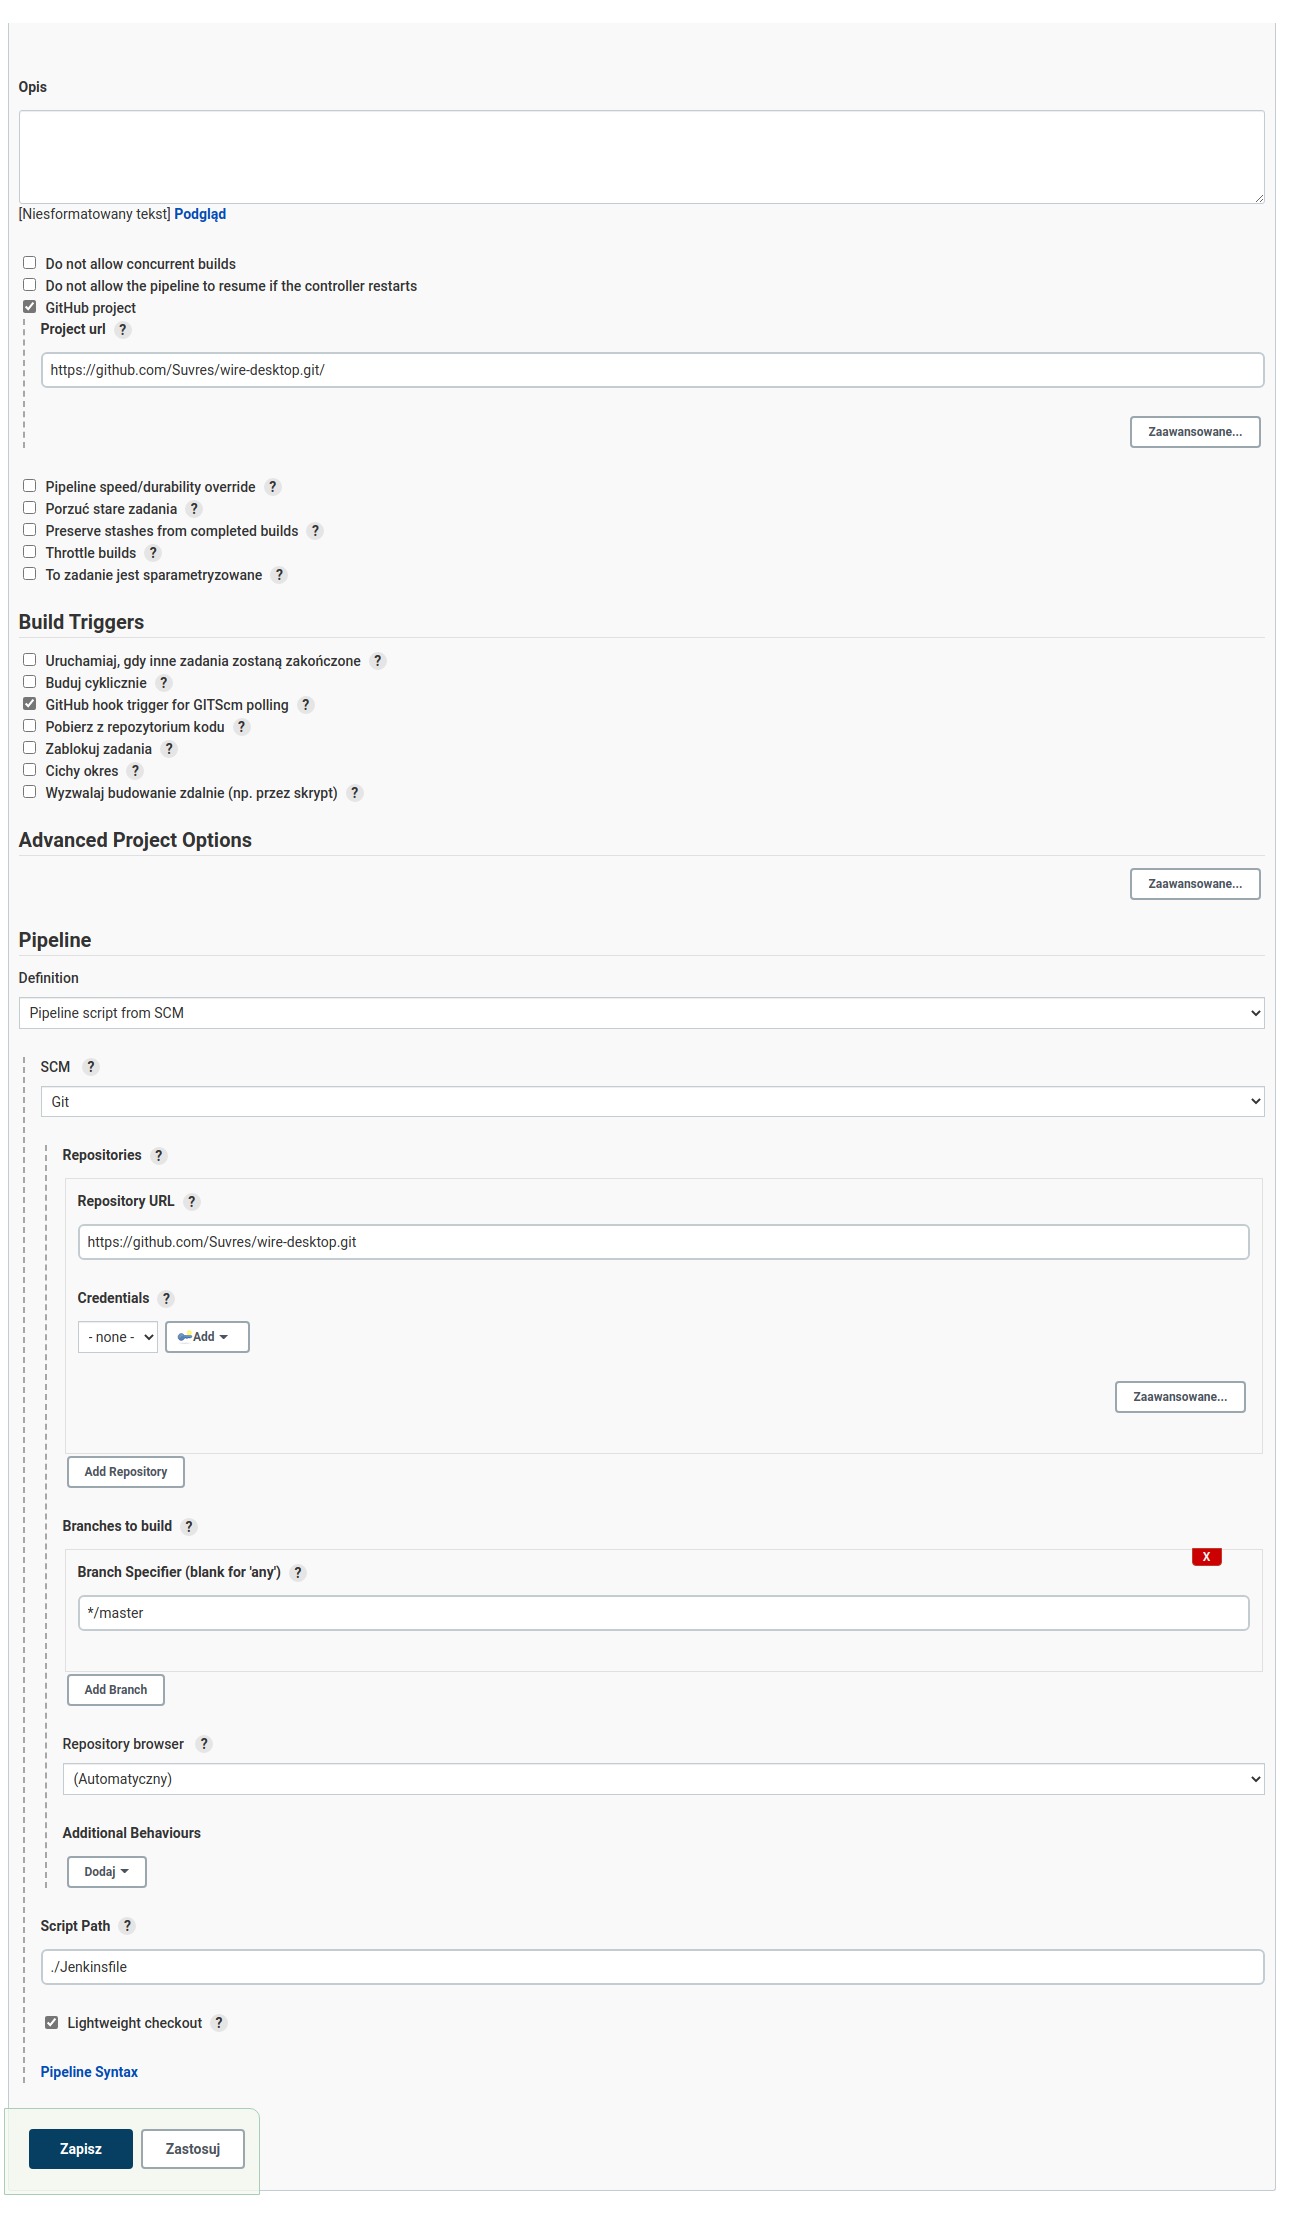 Opis
[Niesformatowany tekst] Podgląd
Do not allow concurrent builds
Do not allow the pipeline to resume if the controller restarts
GitHub project
Project url ?
https://github.com/Suvres/wire-desktop.git/
Zaawansowane...
Pipeline speed/durability override ?
Porzuć stare zadania ?
Preserve stashes from completed builds ?
Throttle builds ?
To zadanie jest sparametryzowane ?
Build Triggers
Uruchamiaj, gdy inne zadania zostaną zakończone ?
Buduj cyklicznie ?
GitHub hook trigger for GITScm polling ?
Pobierz z repozytorium kodu ?
Zablokuj zadania ?
Cichy okres ?
Wyzwalaj budowanie zdalnie (np. przez skrypt) ?
Advanced Project Options
Zaawansowane...
Pipeline
Definition
Pipeline script from SCM
SCM ?
Git
Repositories ?
Repository URL ?
https://github.com/Suvres/wire-desktop.git
Credentials ?
- none - Add
Zaawansowane...
Add Repository
Branches to build ?
X
Branch Specifier (blank for 'any') ?
*/master
Add Branch
Repository browser ?
(Automatyczny)
Additional Behaviours
Dodaj
Script Path ?
./Jenkinsfile
Lightweight checkout ?
Pipeline Syntax
Zapisz Zastosuj